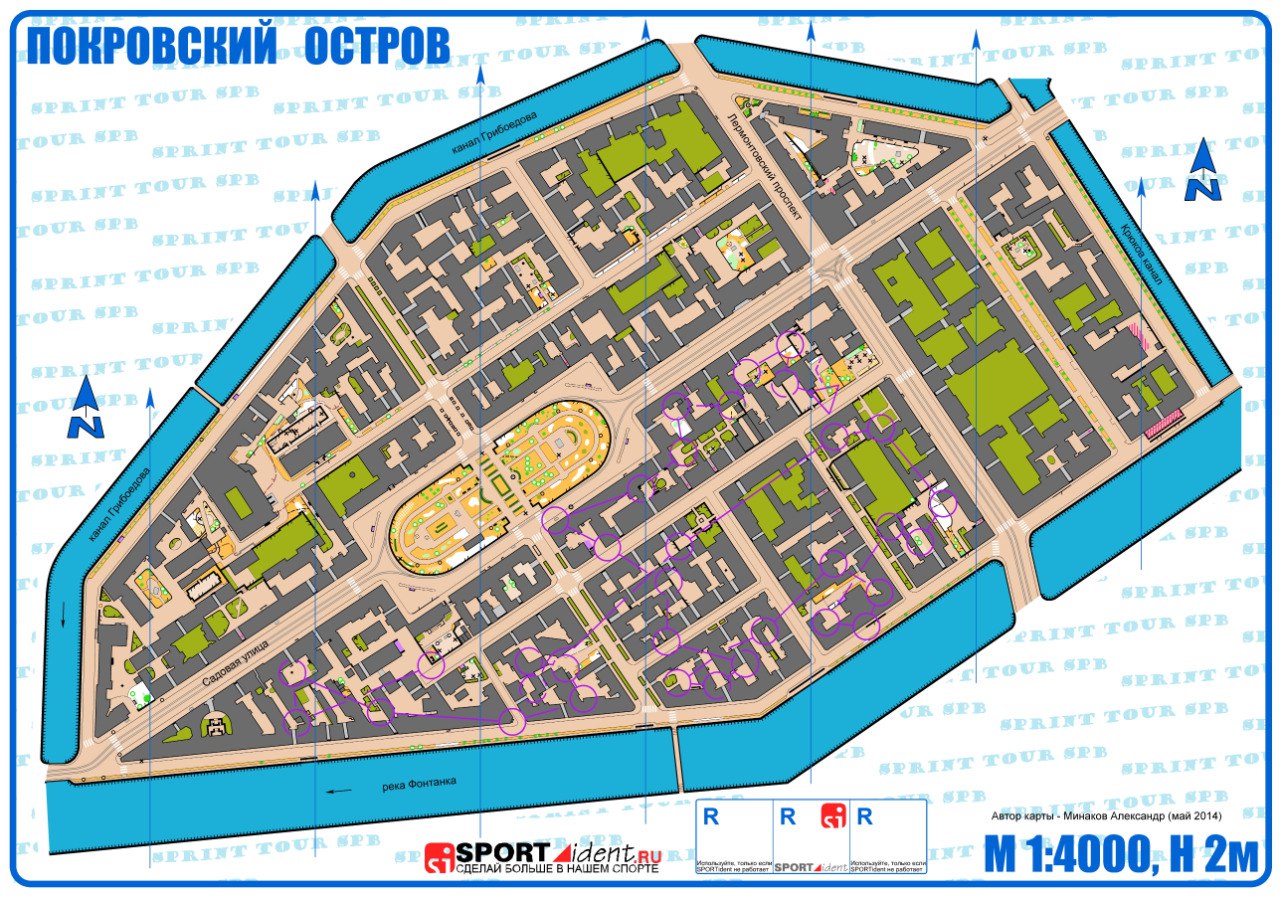 ПОКРОВСКИЙ ОСТРОВ
SPRINT TOUR SPB
канал Грибоедова
Лермонтовский проспект
Крюков канал
N
N
канал Грибоедова
Садовая улица
река Фонтанка
R
R
R
Используйте, только если
SPORTident не работает
SPORTident
Используйте, только если
SPORTident не работает
SPORTident.RU
СДЕЛАЙ БОЛЬШЕ В НАШЕМ СПОРТЕ
Автор карты - Минаков Александр (май 2014)
М 1:4000, Н 2м